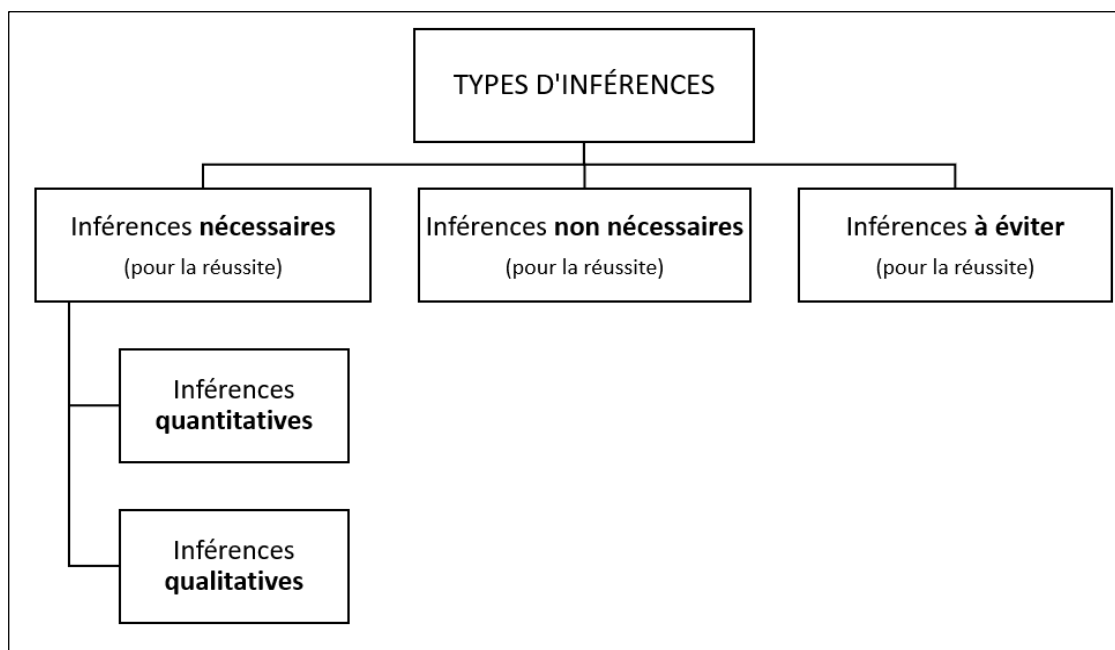 TYPES D'INFÉRENCES
Inférences nécessaires
(pour la réussite)
Inférences non nécessaires
(pour la réussite)
Inférences à éviter
(pour la réussite)
Inférences
quantitatives
Inférences
qualitatives